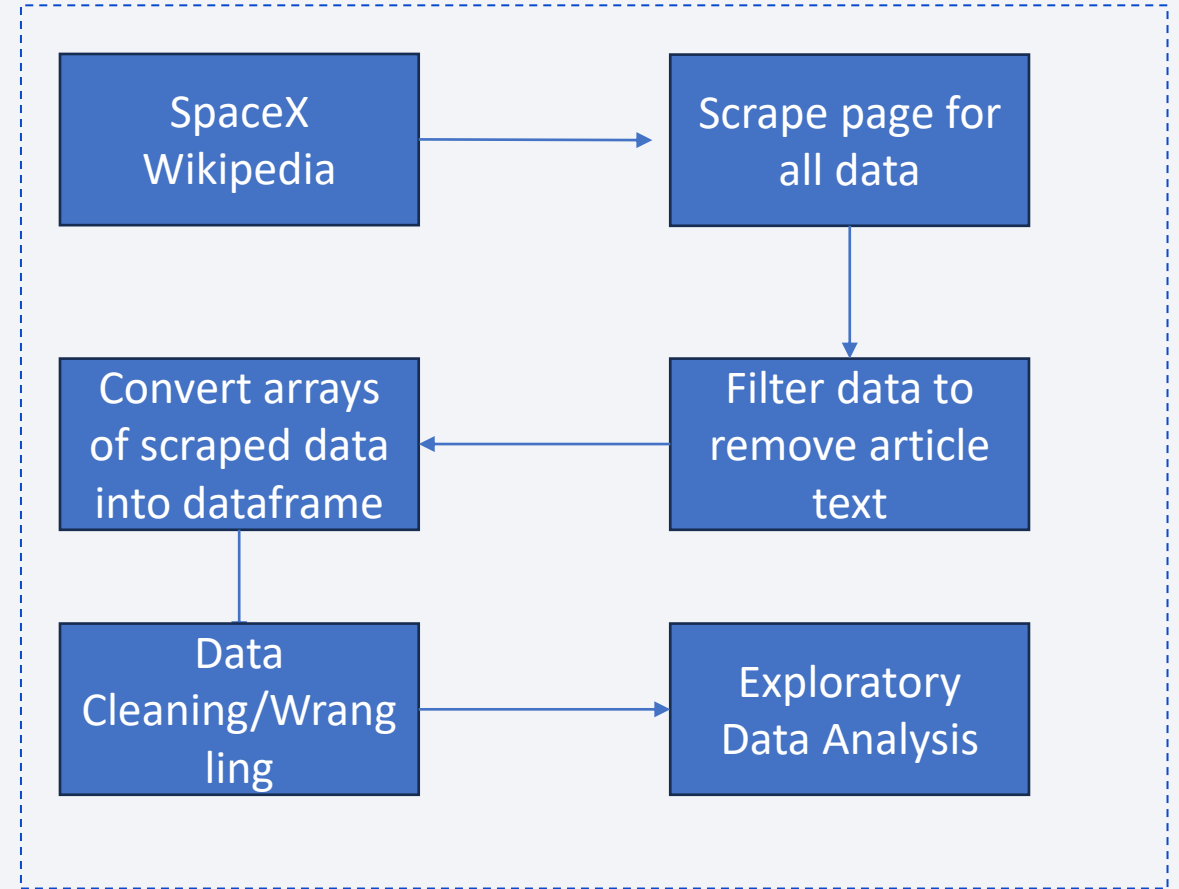 SpaceX
Wikipedia
Scrape page for
all data
Filter data to
remove article
text
Convert arrays
of scraped data
into dataframe
Data
Cleaning/Wrang
ling
Exploratory
Data Analysis